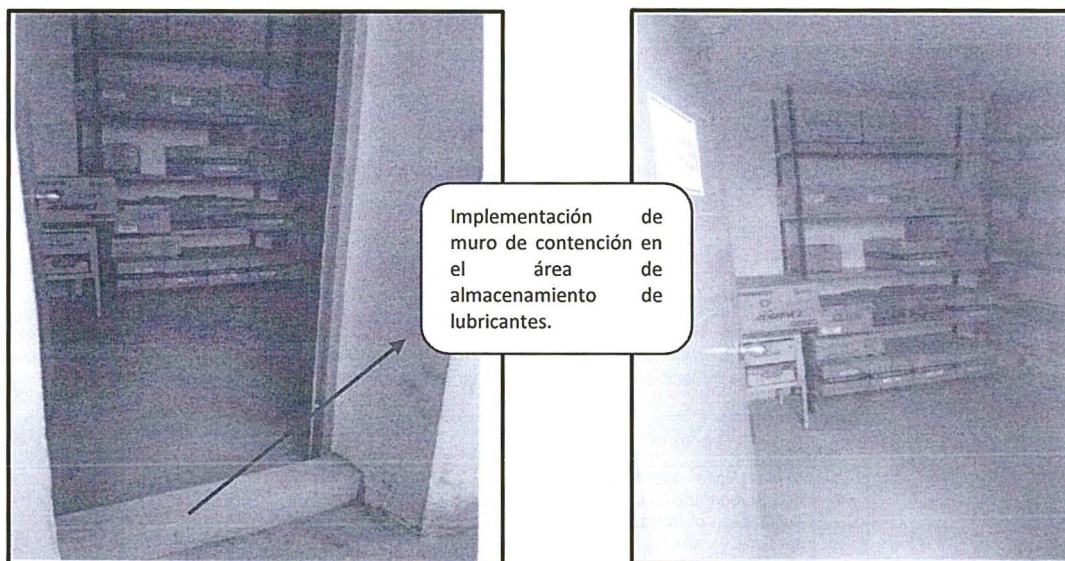 Implementación de
muro de contención en
el área de
almacenamiento de
lubricantes.